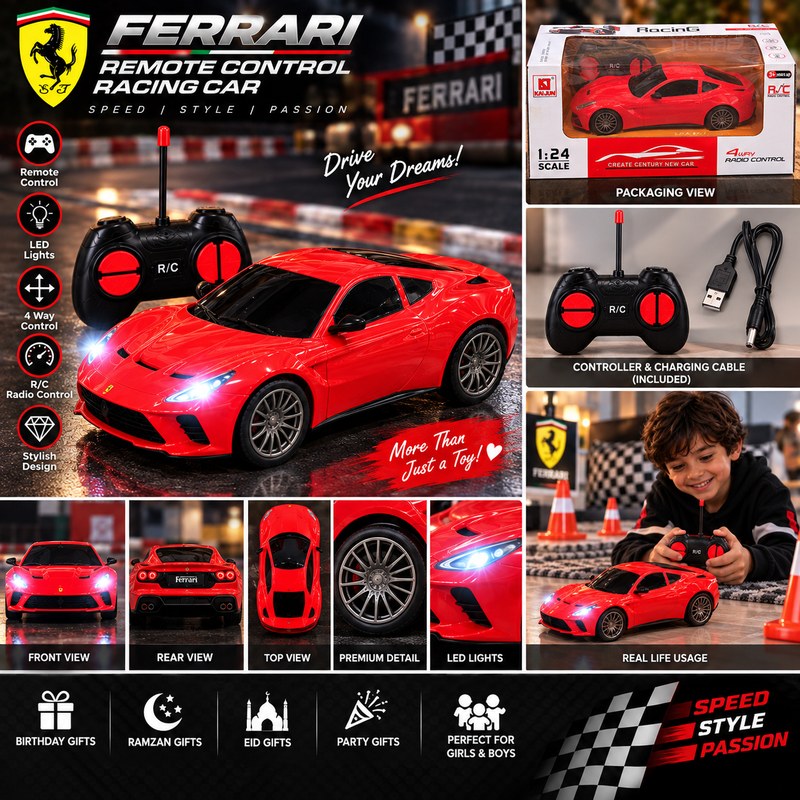 S F
FERRARI
REMOTE CONTROL
RACING CAR
SPEED | STYLE | PASSION
FERRARI
Drive
Your Dreams!
Remote
Control
LED
Lights
4 Way
Control
R/C
Radio Control
Stylish
Design
R/C
More Than
Just a Toy!
RacinG
R/C
KAIJUN
R/C
1:24
SCALE
CREATE CENTURY NEW CAR
4WAY
RADIO CONTROL
PACKAGING VIEW
R/C
CONTROLLER & CHARGING CABLE
(INCLUDED)
FERRARI
R/C
REAL LIFE USAGE
FRONT VIEW
Ferrari
REAR VIEW
TOP VIEW
PREMIUM DETAIL
LED LIGHTS
BIRTHDAY GIFTS
RAMZAN GIFTS
EID GIFTS
PARTY GIFTS
PERFECT FOR
GIRLS & BOYS
SPEED
STYLE
PASSION